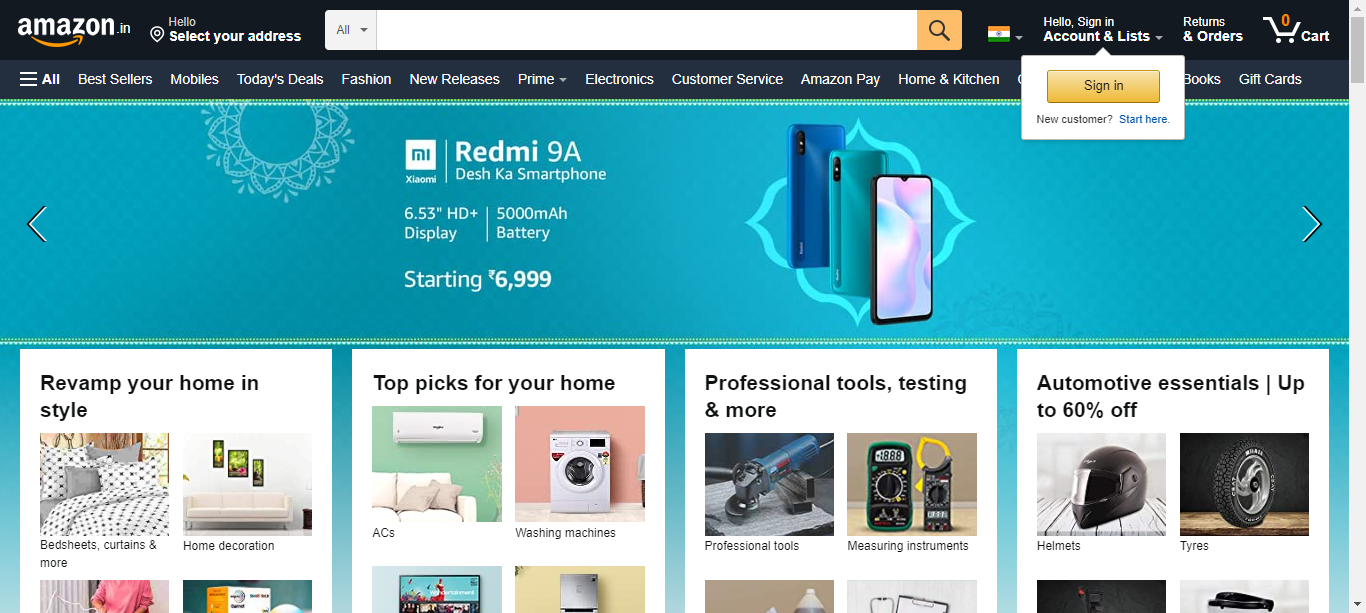 amazon.in
Hello
Select your address
All
Hello, Sign in
Account & Lists
Returns
& Orders
0
Cart
All
Best Sellers
Mobiles
Today's Deals
Fashion
New Releases
Prime
Electronics
Customer Service
Amazon Pay
Home & Kitchen
Books
Gift Cards
Sign in
New customer? Start here.
mi
Xiaomi
Redmi 9A
Desh Ka Smartphone
6.53" HD+
Display
5000mAh
Battery
Starting ₹6,999
Revamp your home in
style
Bedsheets, curtains &
more
Home decoration
Top picks for your home
ACs
Washing machines
Professional tools, testing
& more
Professional tools
Measuring instruments
Automotive essentials | Up
to 60% off
Helmets
Tyres